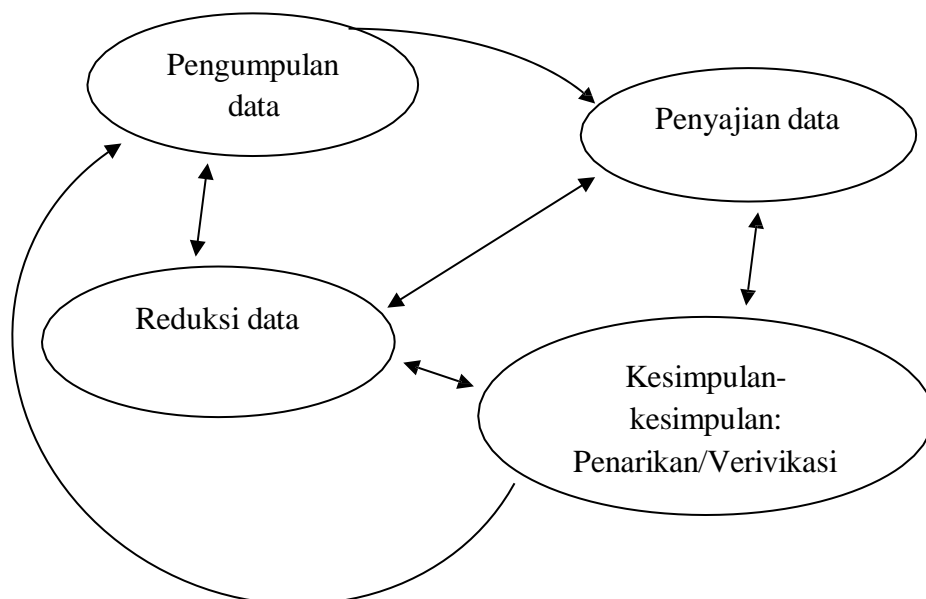 Pengumpulan
data
Penyajian data
Reduksi data
Kesimpulan-
kesimpulan:
Penarikan/Verivikasi